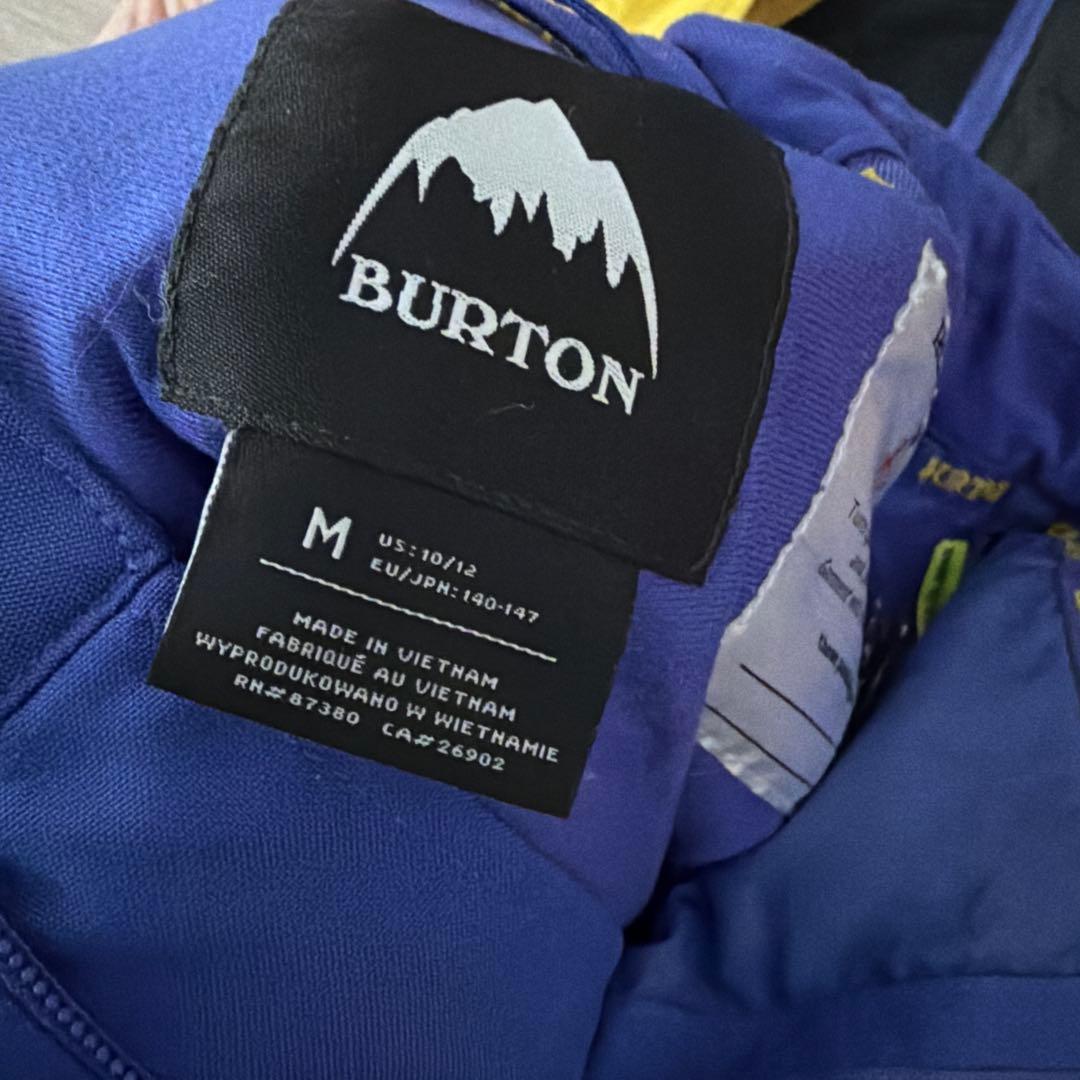 BURTON
M
US: 10/12
EU/JPN: 140-147
MADE IN VIETNAM
FABRIQUÉ AU VIETNAM
WYPRODUKOWANO W WIETNAMIE
RN# 87380 CA# 26902